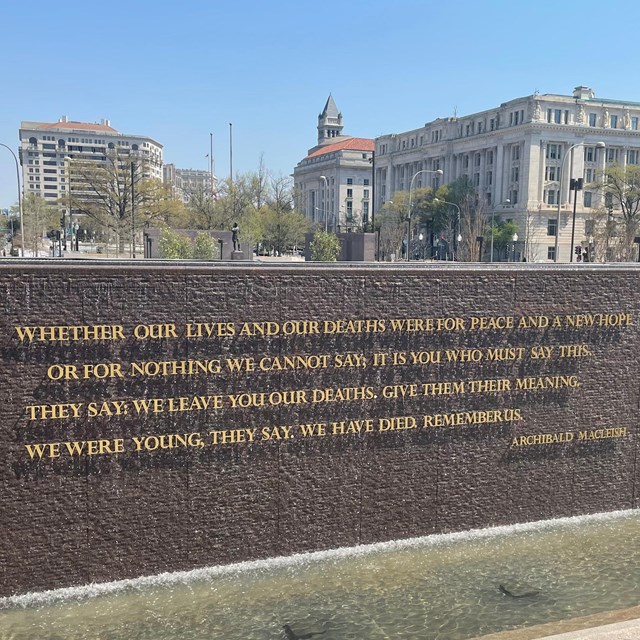 WHETHER OUR LIVES AND OUR DEATHS WERE FOR PEACE AND A NEW HOPE
OR FOR NOTHING WE CANNOT SAY; IT IS YOU WHO MUST SAY THIS.
THEY SAY; WE LEAVE YOU OUR DEATHS. GIVE THEM THEIR MEANING.
WE WERE YOUNG, THEY SAY. WE HAVE DIED. REMEMBER US.
ARCHIBALD MACLEISH